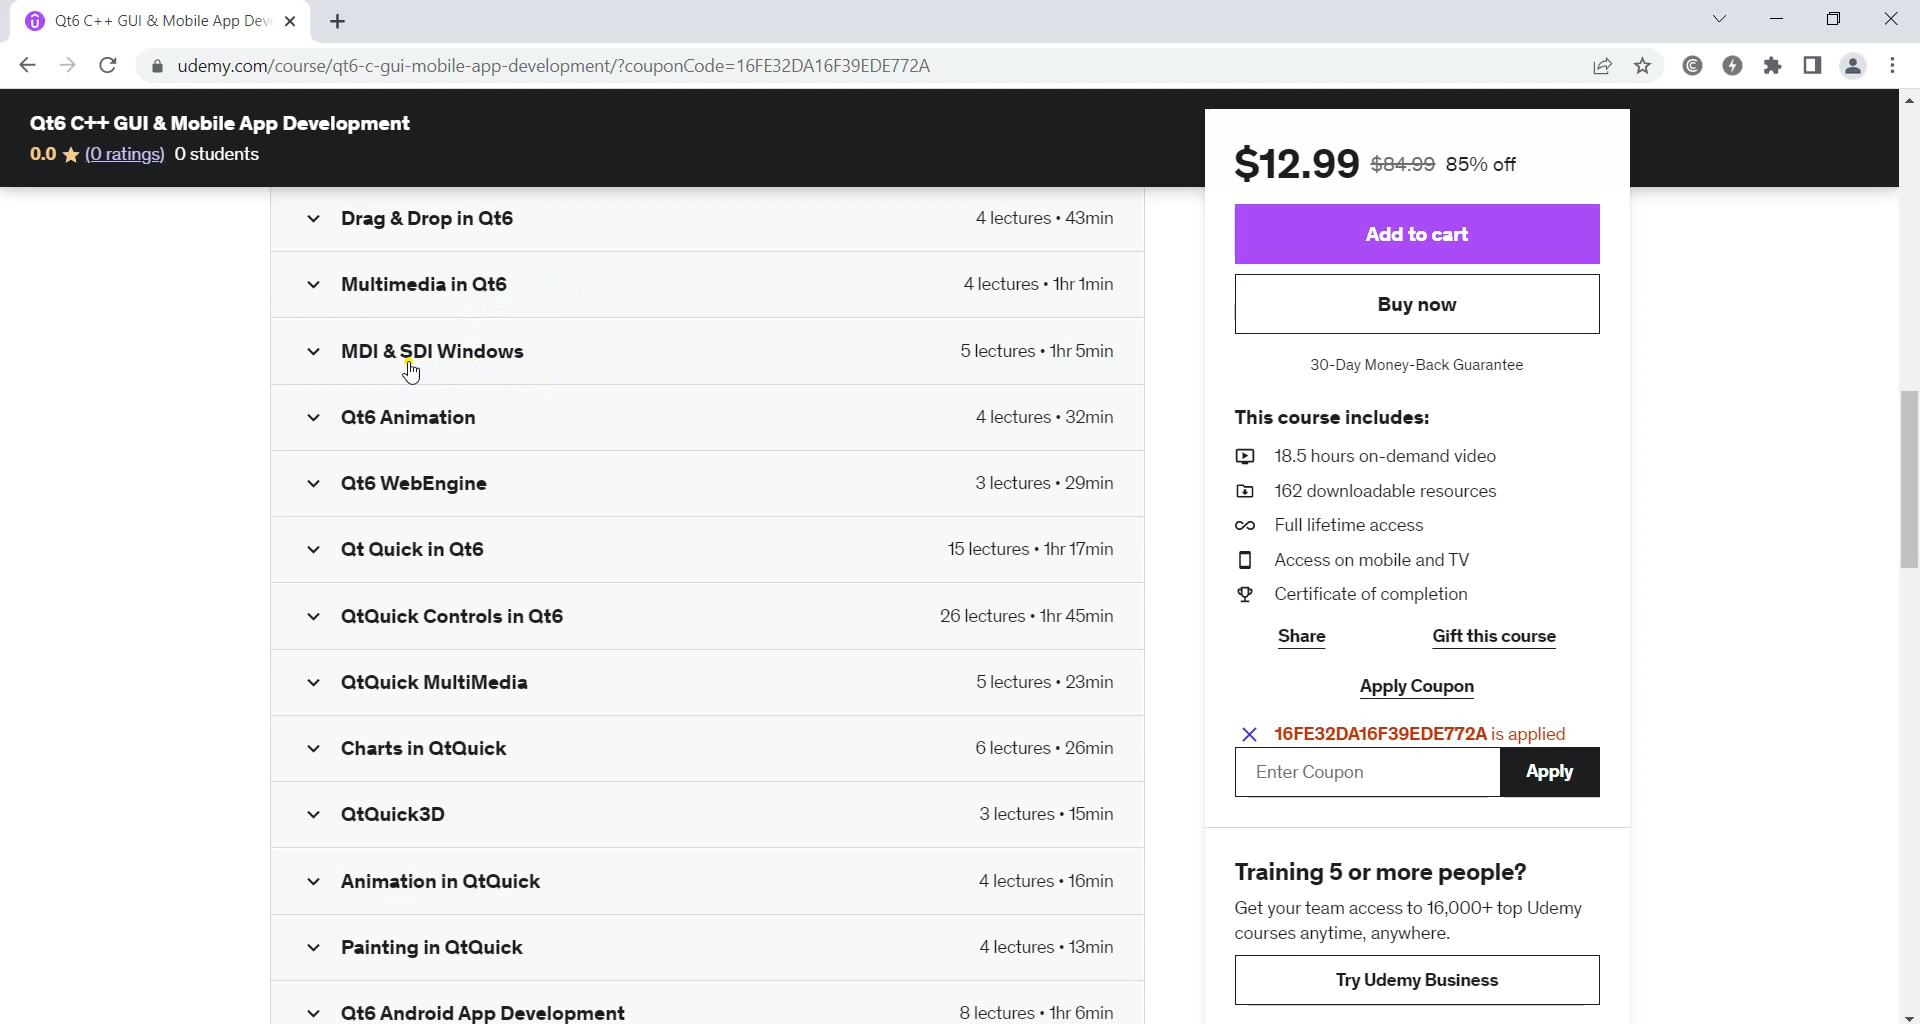 Qt6 C++ GUI & Mobile App Deve
udemy.com/course/qt6-c-gui-mobile-app-development/?couponCode=16FE32DA16F39EDE772A
Qt6 C++ GUI & Mobile App Development
0.0 (0 ratings) 0 students
Drag & Drop in Qt6 4 lectures • 43min
Multimedia in Qt6 4 lectures • 1hr 1min
MDI & SDI Windows 5 lectures • 1hr 5min
Qt6 Animation 4 lectures • 32min
Qt6 WebEngine 3 lectures • 29min
Qt Quick in Qt6 15 lectures • 1hr 17min
QtQuick Controls in Qt6 26 lectures • 1hr 45min
QtQuick MultiMedia 5 lectures • 23min
Charts in QtQuick 6 lectures • 26min
QtQuick3D 3 lectures • 15min
Animation in QtQuick 4 lectures • 16min
Painting in QtQuick 4 lectures • 13min
Qt6 Android App Development 8 lectures • 1hr 6min
$12.99 $84.99 85% off
Add to cart
Buy now
30-Day Money-Back Guarantee
This course includes:
18.5 hours on-demand video
162 downloadable resources
Full lifetime access
Access on mobile and TV
Certificate of completion
Share Gift this course
Apply Coupon
16FE32DA16F39EDE772A is applied
Enter Coupon Apply
Training 5 or more people?
Get your team access to 16,000+ top Udemy
courses anytime, anywhere.
Try Udemy Business